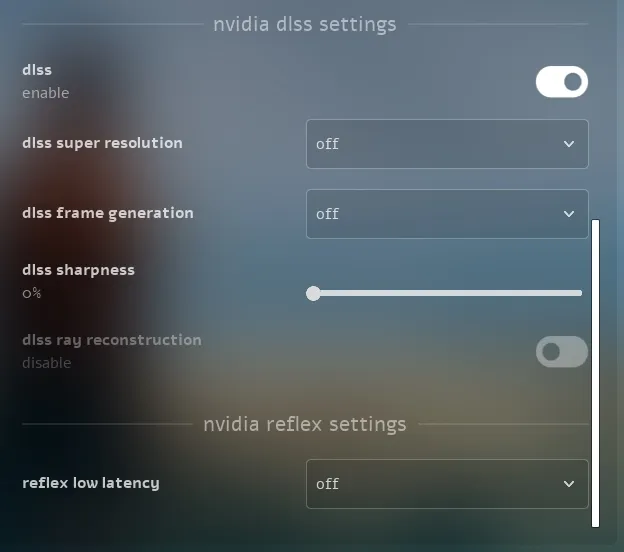 nvidia dlss settings
dlss
enable
dlss super resolution
off
dlss frame generation
off
dlss sharpness
0%
dlss ray reconstruction
disable
nvidia reflex settings
reflex low latency
off